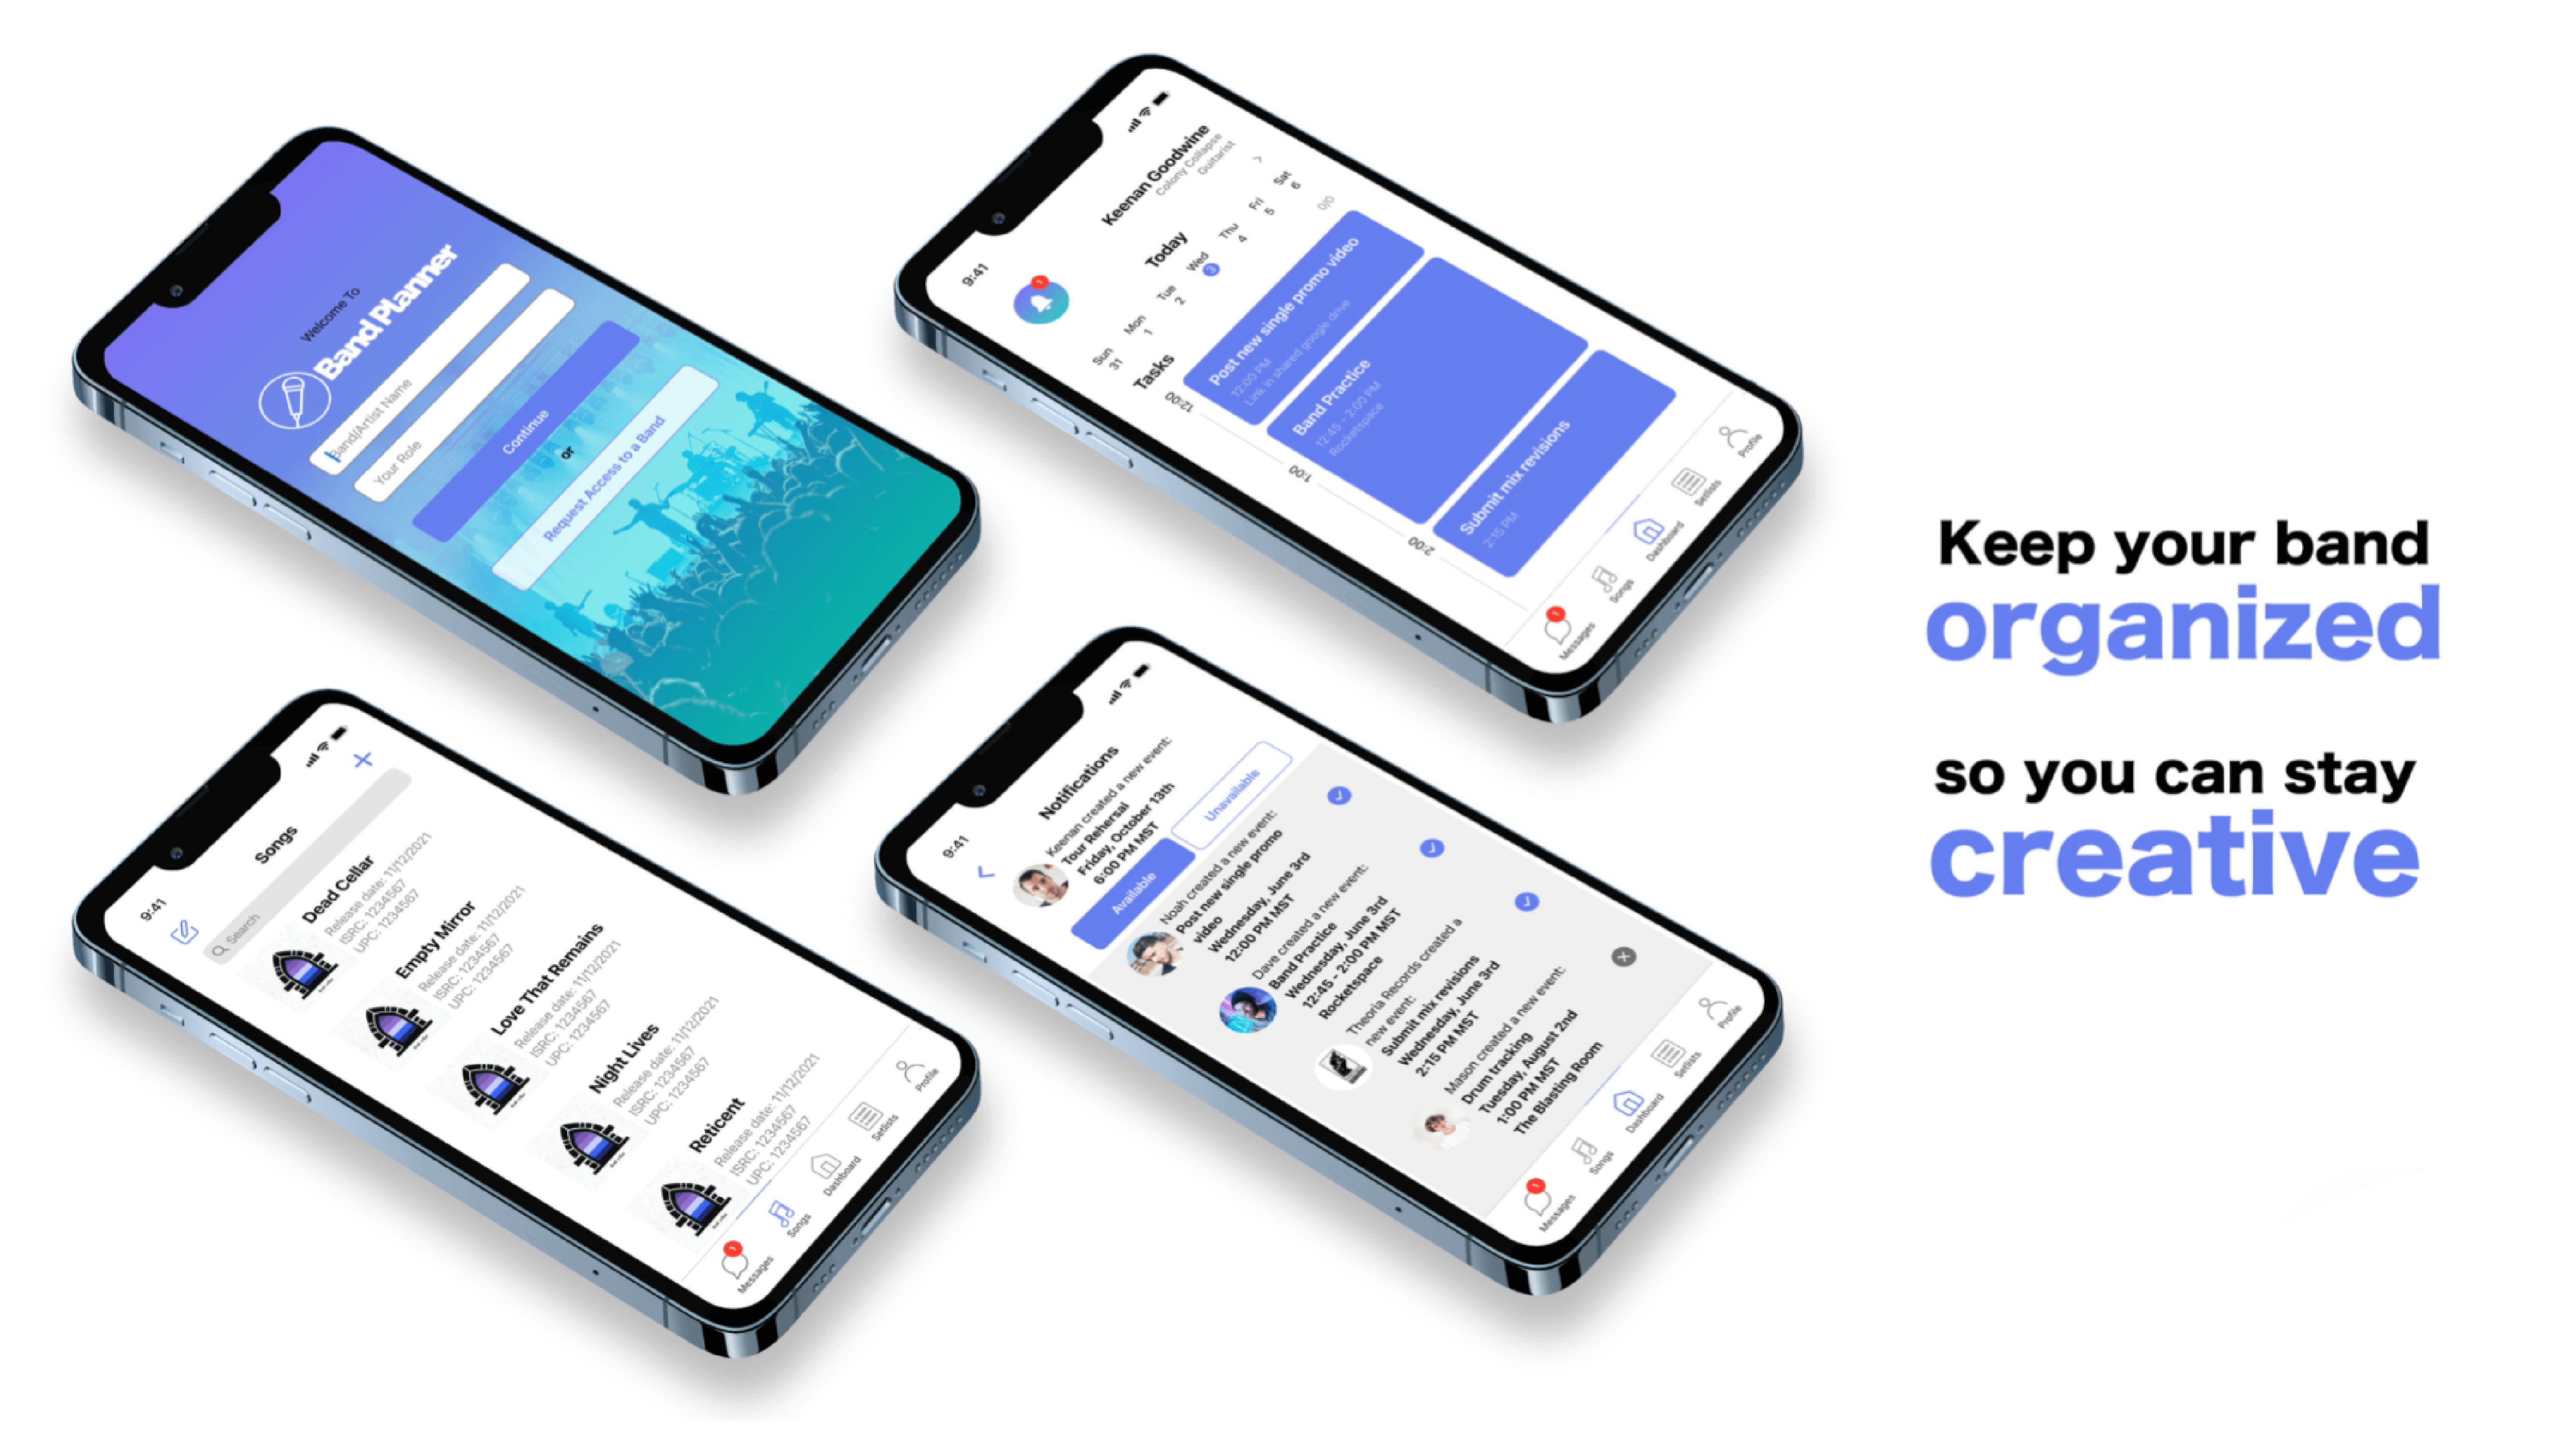 Welcome To
Band Planner
Band/Artist Name
Your Role
Continue
or
Request Access to a Band
9:41
1
Keenan Goodwine
Colony Collapse
Guitarist
Today
Sun
Mon
Tue
Wed
Thu
Fri
Sat
31
1
2
3
4
5
6
Tasks
0/0
12:00
Post new single promo video
12:00 PM
Link in shared google drive
Band Practice
12:45 - 2:00 PM
Rocketspace
1:00
2:00
Submit mix revisions
2:15 PM
1
Messages
Songs
Dashboard
Setlists
Profile
9:41
Songs
Search
Dead Cellar
Release date: 11/12/2021
ISRC: 1234567
UPC: 1234567
Empty Mirror
Release date: 11/12/2021
ISRC: 1234567
UPC: 1234567
Love That Remains
Release date: 11/12/2021
ISRC: 1234567
UPC: 1234567
Night Lives
Release date: 11/12/2021
ISRC: 1234567
UPC: 1234567
Reticent
Release date: 11/12/2021
ISRC: 1234567
UPC: 1234567
1
Messages
Songs
Dashboard
Setlists
Profile
9:41
Notifications
Keenan created a new event:
Tour Rehersal
Friday, October 13th
6:00 PM MST
Available
Unavailable
Noah created a new event:
Post new single promo
video
Wednesday, June 3rd
12:00 PM MST
Dave created a new event:
Band Practice
Wednesday, June 3rd
12:45 - 2:00 PM MST
Rocketspace
Theoria Records created a
new event:
Submit mix revisions
Wednesday, June 3rd
2:15 PM MST
Mason created a new event:
Drum tracking
Tuesday, August 2nd
1:00 PM MST
The Blasting Room
1
Messages
Songs
Dashboard
Setlists
Profile
Keep your band
organized
so you can stay
creative